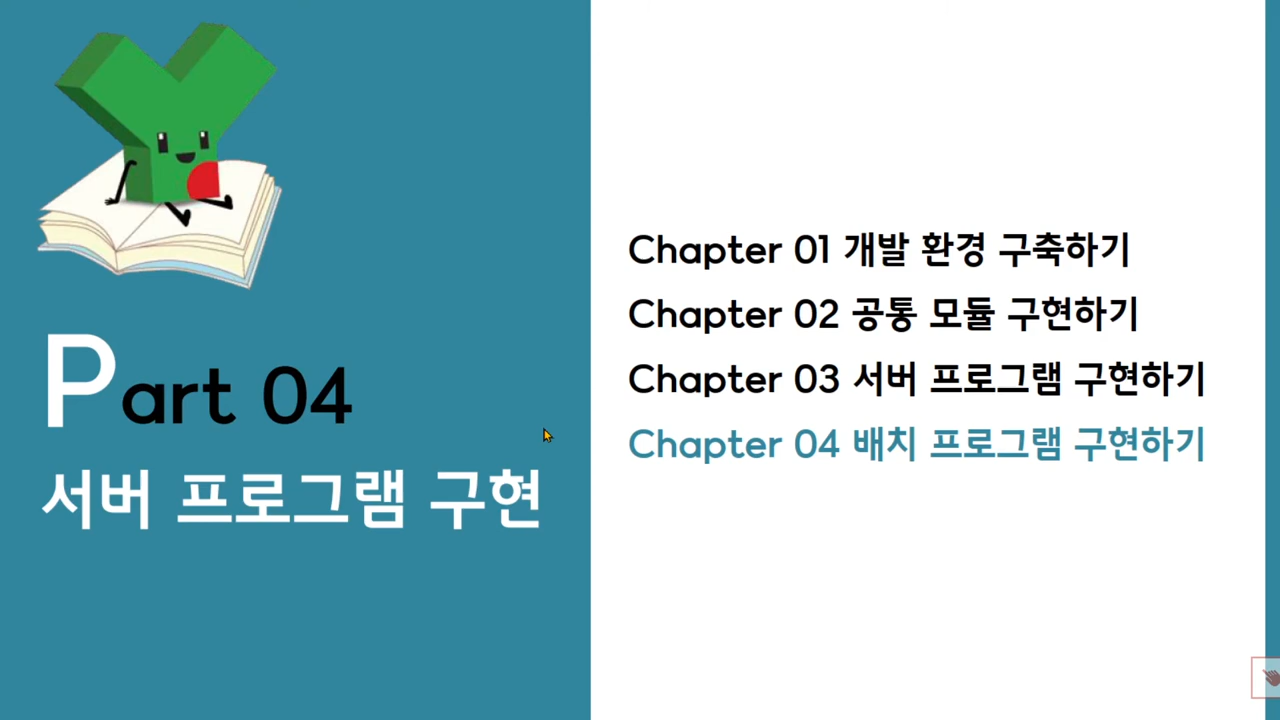 Part 04
서버 프로그램 구현
Chapter 01 개발 환경 구축하기
Chapter 02 공통 모듈 구현하기
Chapter 03 서버 프로그램 구현하기
Chapter 04 배치 프로그램 구현하기